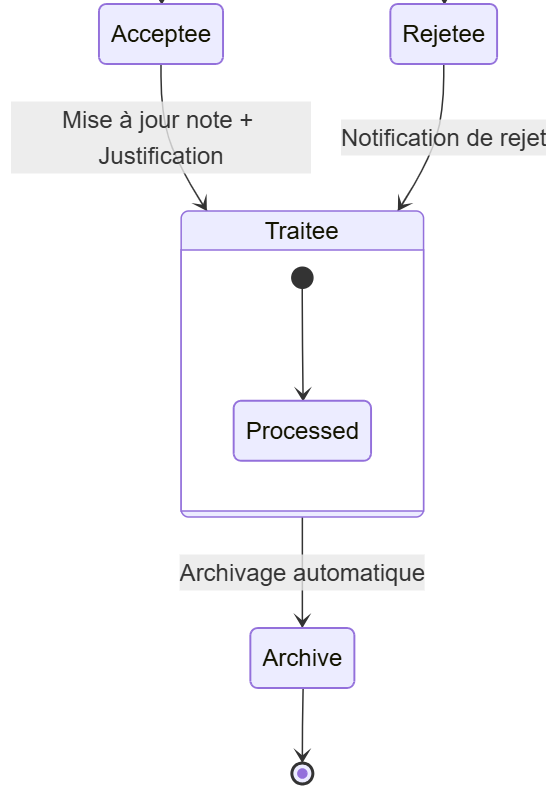 Acceptee
Rejetee
Mise à jour note +
Justification
Notification de rejet
Traitee
Processed
Archivage automatique
Archive